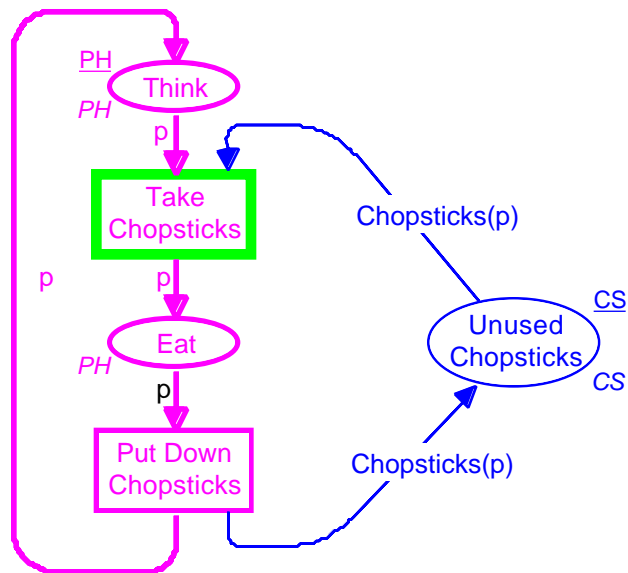 PH
Think
PH
p
Take
Chopsticks
Chopsticks(p)
p
p
CS
Unused
Chopsticks
CS
Eat
PH
p
Put Down
Chopsticks
Chopsticks(p)